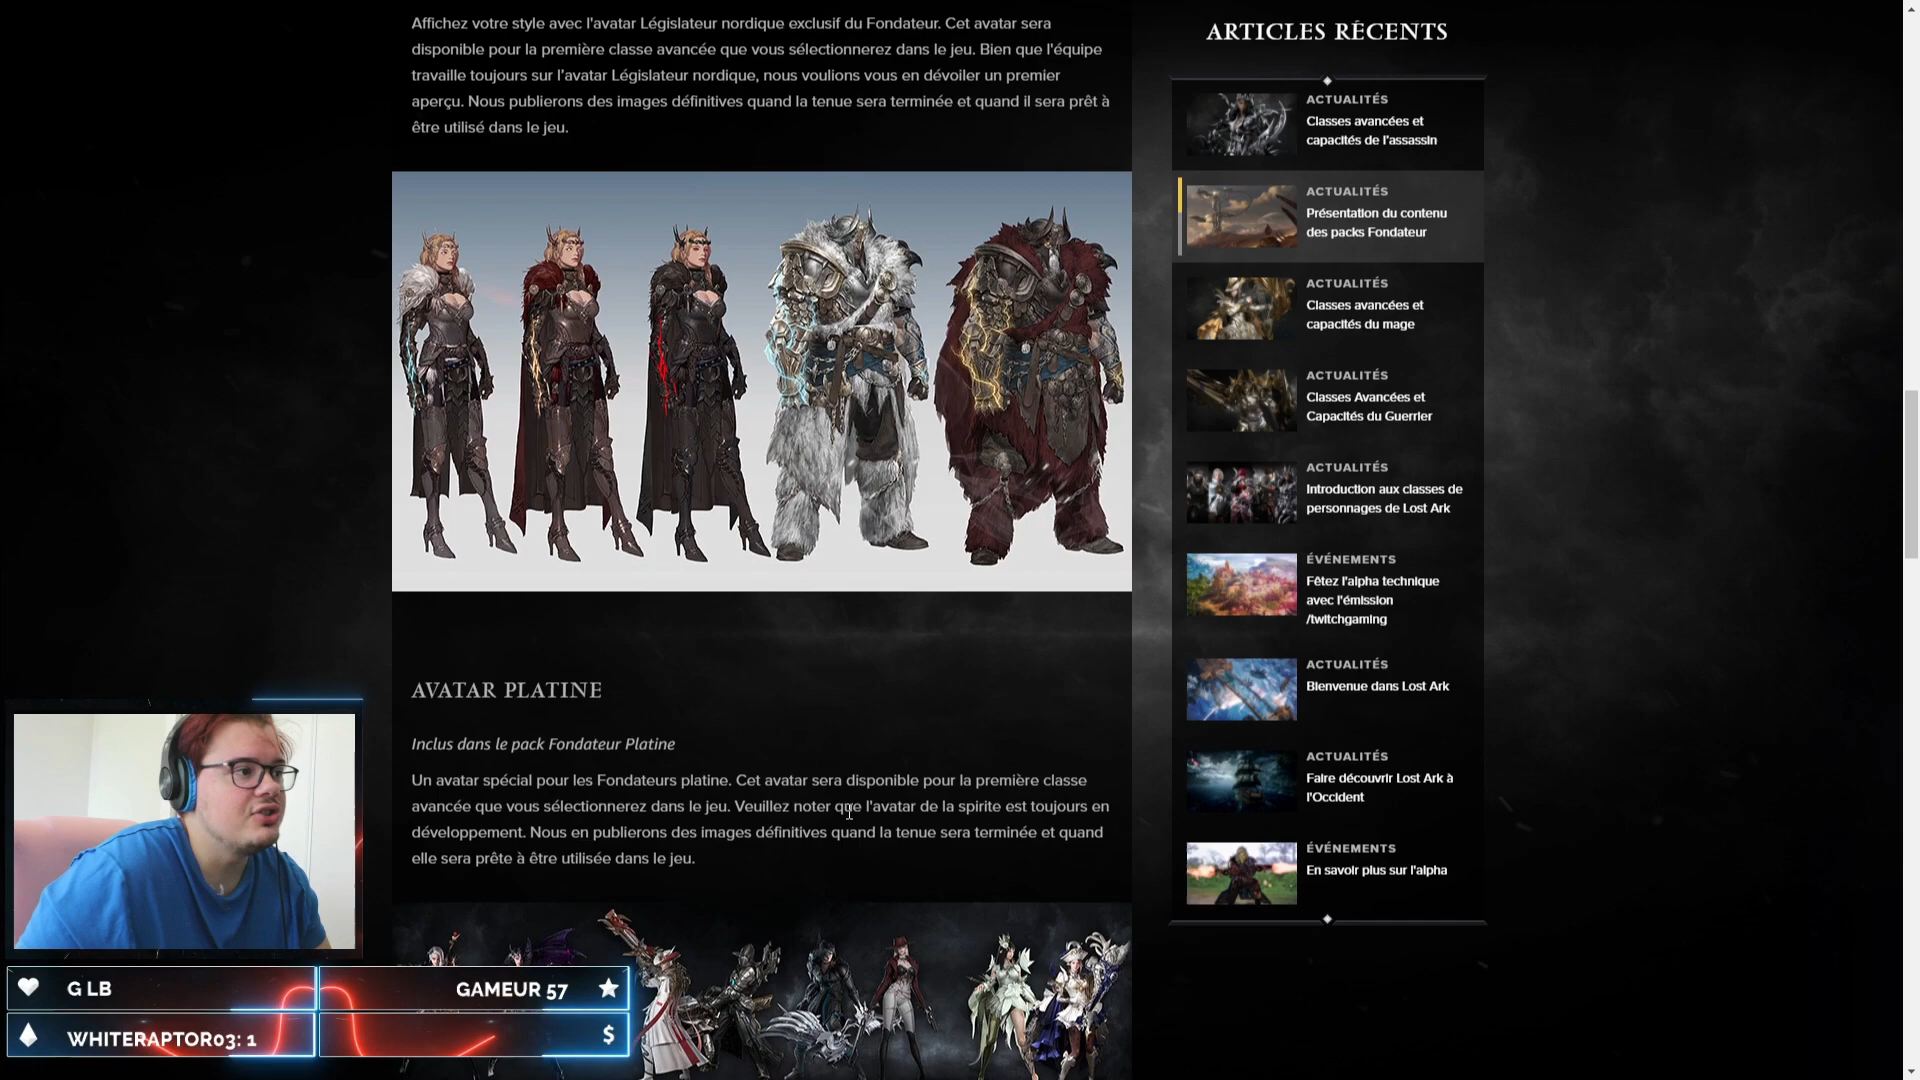 Affichez votre style avec l'avatar Législateur nordique exclusif du Fondateur. Cet avatar sera
disponible pour la première classe avancée que vous sélectionnerez dans le jeu. Bien que l'équipe
travaille toujours sur l'avatar Législateur nordique, nous voulions vous en dévoiler un premier
aperçu. Nous publierons des images définitives quand la tenue sera terminée et quand il sera prêt à
être utilisé dans le jeu.
AVATAR PLATINE
Inclus dans le pack Fondateur Platine
Un avatar spécial pour les Fondateurs platine. Cet avatar sera disponible pour la première classe
avancée que vous sélectionnerez dans le jeu. Veuillez noter que l'avatar de la spirite est toujours en
développement. Nous en publierons des images définitives quand la tenue sera terminée et quand
elle sera prête à être utilisée dans le jeu.
ARTICLES RÉCENTS
ACTUALITÉS
Classes avancées et
capacités de l'assassin
ACTUALITÉS
Présentation du contenu
des packs Fondateur
ACTUALITÉS
Classes avancées et
capacités du mage
ACTUALITÉS
Classes Avancées et
Capacités du Guerrier
ACTUALITÉS
Introduction aux classes de
personnages de Lost Ark
ÉVÉNEMENTS
Fêtez l'alpha technique
avec l'émission
/twitchgaming
ACTUALITÉS
Bienvenue dans Lost Ark
ACTUALITÉS
Faire découvrir Lost Ark à
l'Occident
ÉVÉNEMENTS
En savoir plus sur l'alpha
G LB
GAMEUR 57
WHITERAPTOR03: 1
$